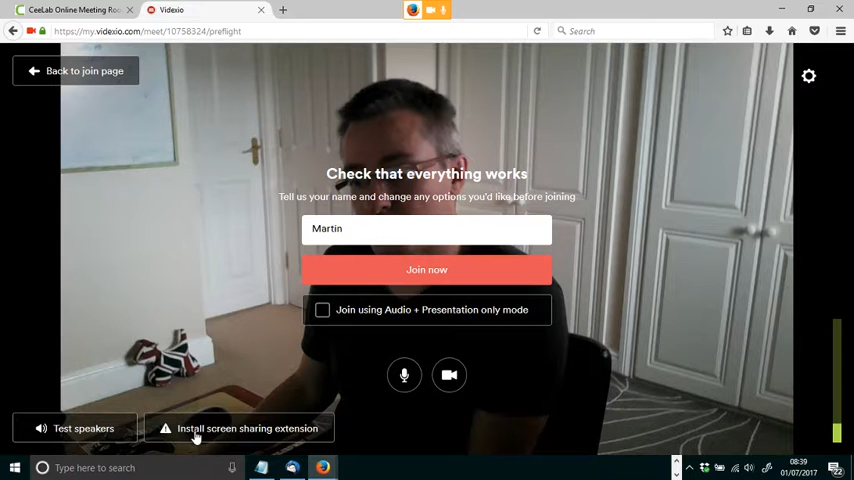 CeeLab Online Meeting Roo
Videxio
https://my.videxio.com/meet/10758324/preflight
Search
Back to join page
Check that everything works
Tell us your name and change any options you'd like before joining
Martin
Join now
Join using Audio + Presentation only mode
Test speakers
Install screen sharing extension
Type here to search
08:39
01/07/2017
22